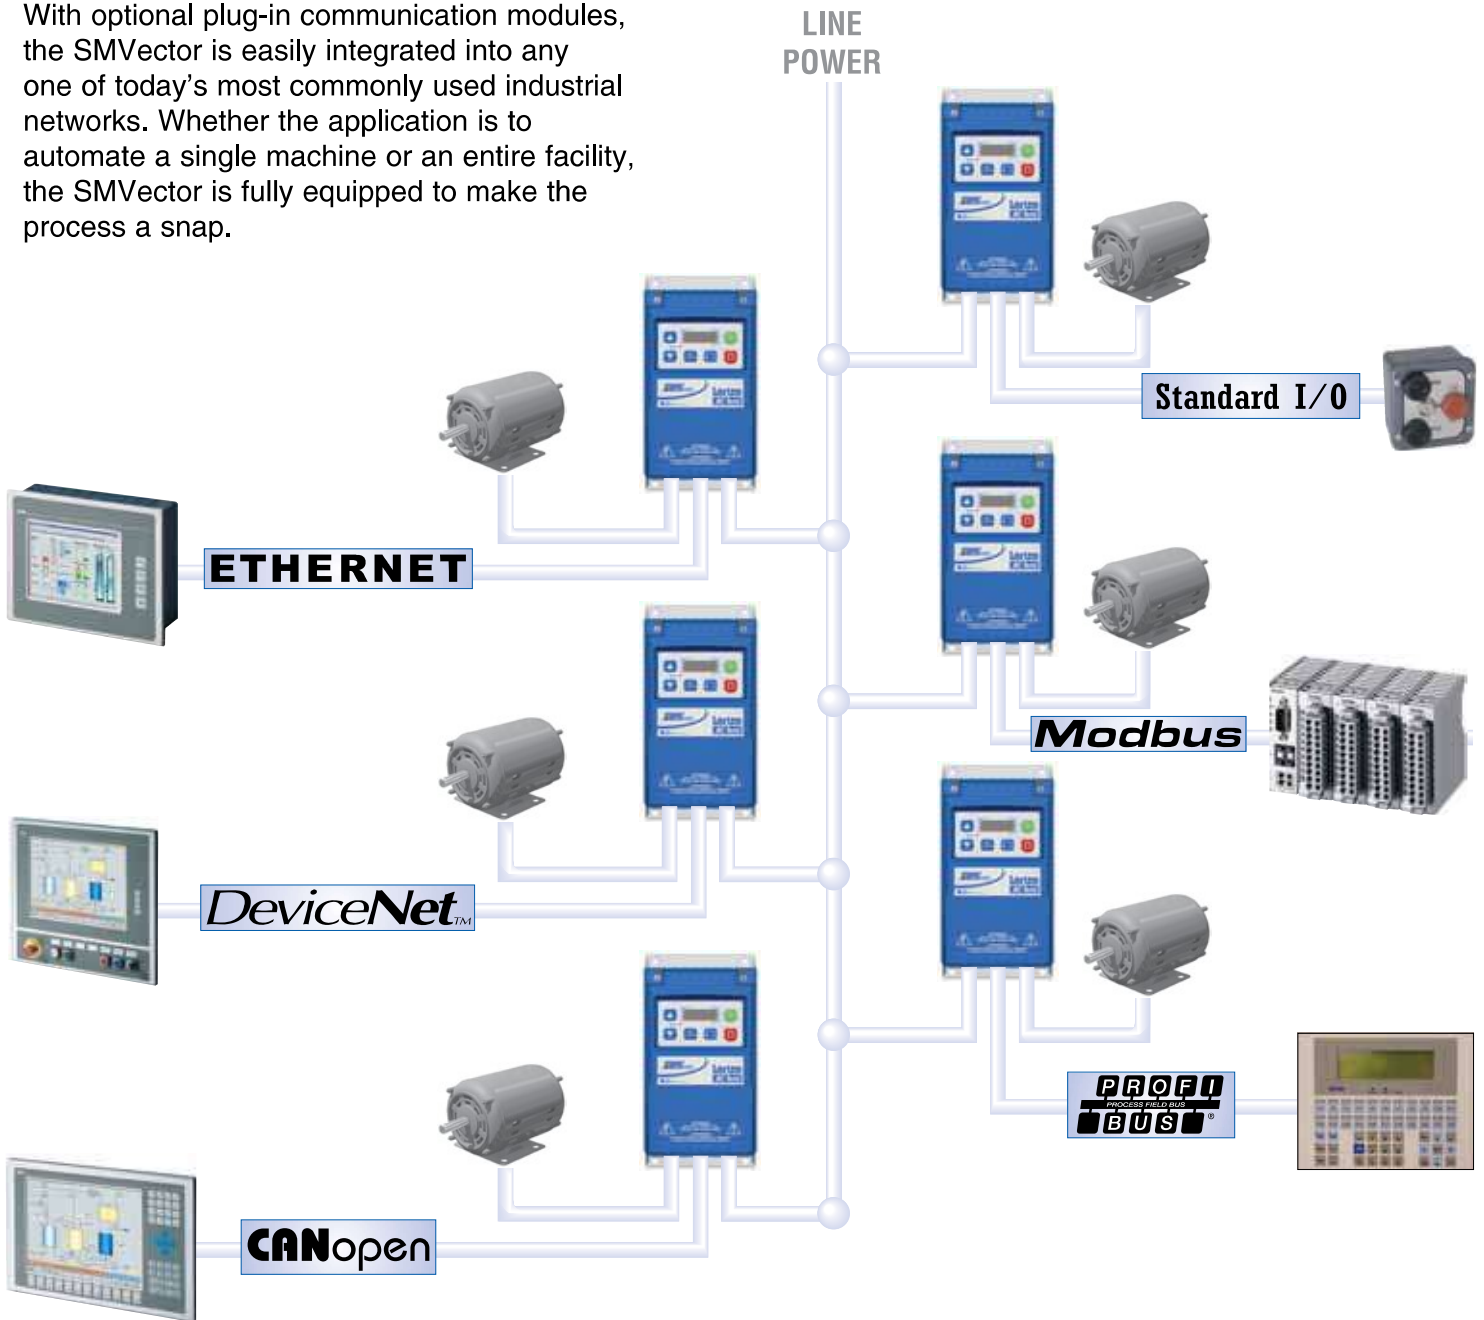 With optional plug-in communication modules,
the SMVector is easily integrated into any
one of today's most commonly used industrial
networks. Whether the application is to
automate a single machine or an entire facility,
the SMVector is fully equipped to make the
process a snap.
LINE
POWER
Standard I/O
ETHERNET
Modbus
DeviceNet™
PROFI
PROCESS FIELD BUS
BUS®
CANopen